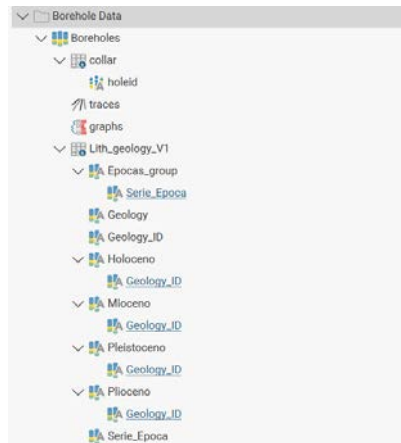 Borehole Data
Boreholes
collar
holeid
traces
graphs
Lith_geology_V1
Epocas_group
Serie_Epoca
Geology
Geology_ID
Holoceno
Geology_ID
Mioceno
Geology_ID
Pleistoceno
Geology_ID
Plioceno
Geology_ID
Serie_Epoca